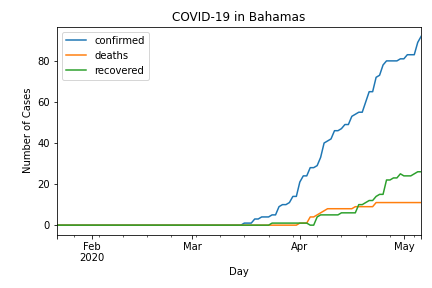 COVID-19 in Bahamas
confirmed
deaths
recovered
Number of Cases
80
60
40
20
0
Feb
2020
Mar
Apr
May
Day